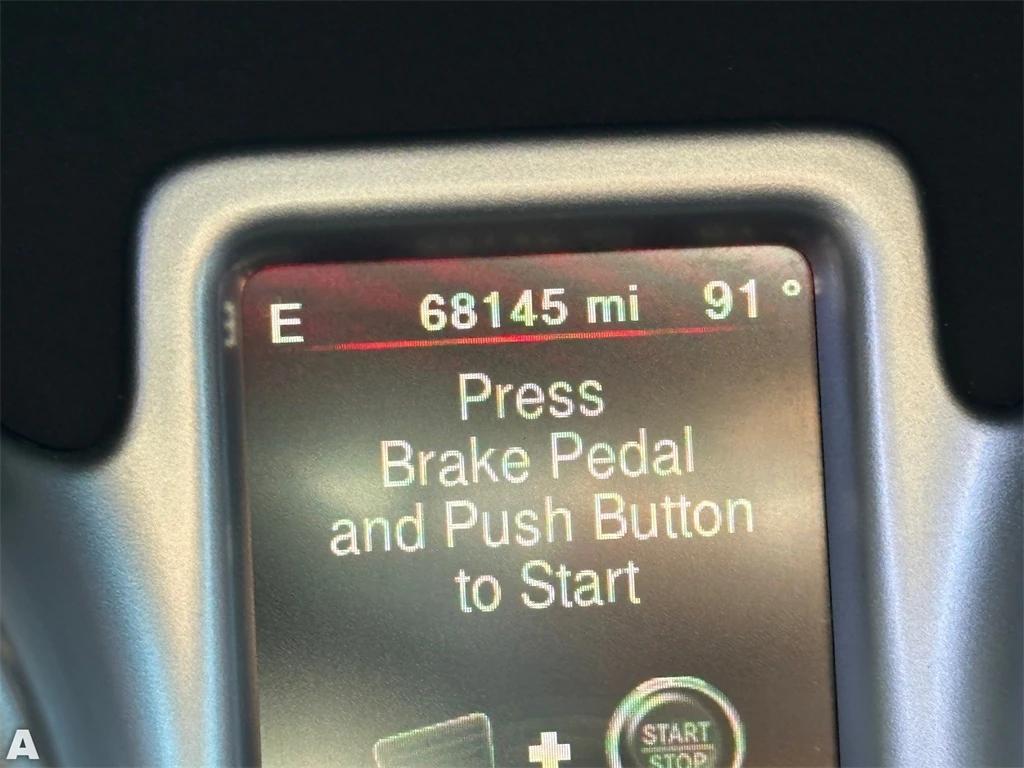 E 68145 mi 91°
Press
Brake Pedal
and Push Button
to Start
START
STOP
A